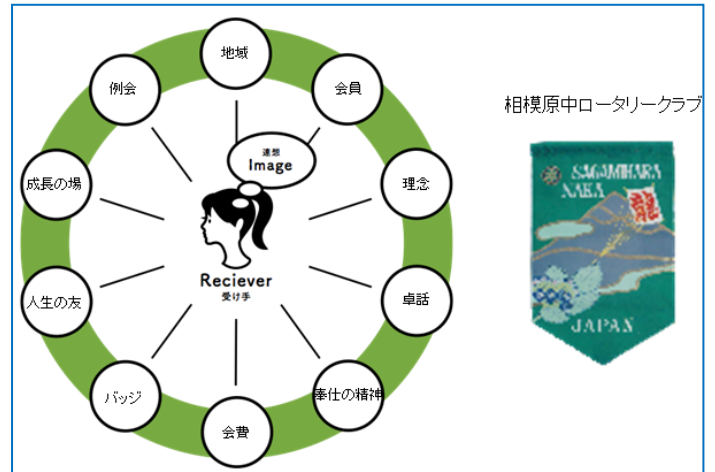 地域
例会
会員
連想
Image
成長の場
理念
Reciever
受け手
人生の友
卓話
バッジ
奉仕の精神
会費
相模原中ロータリークラブ
SAGAMIHARA
NAKA
JAPAN